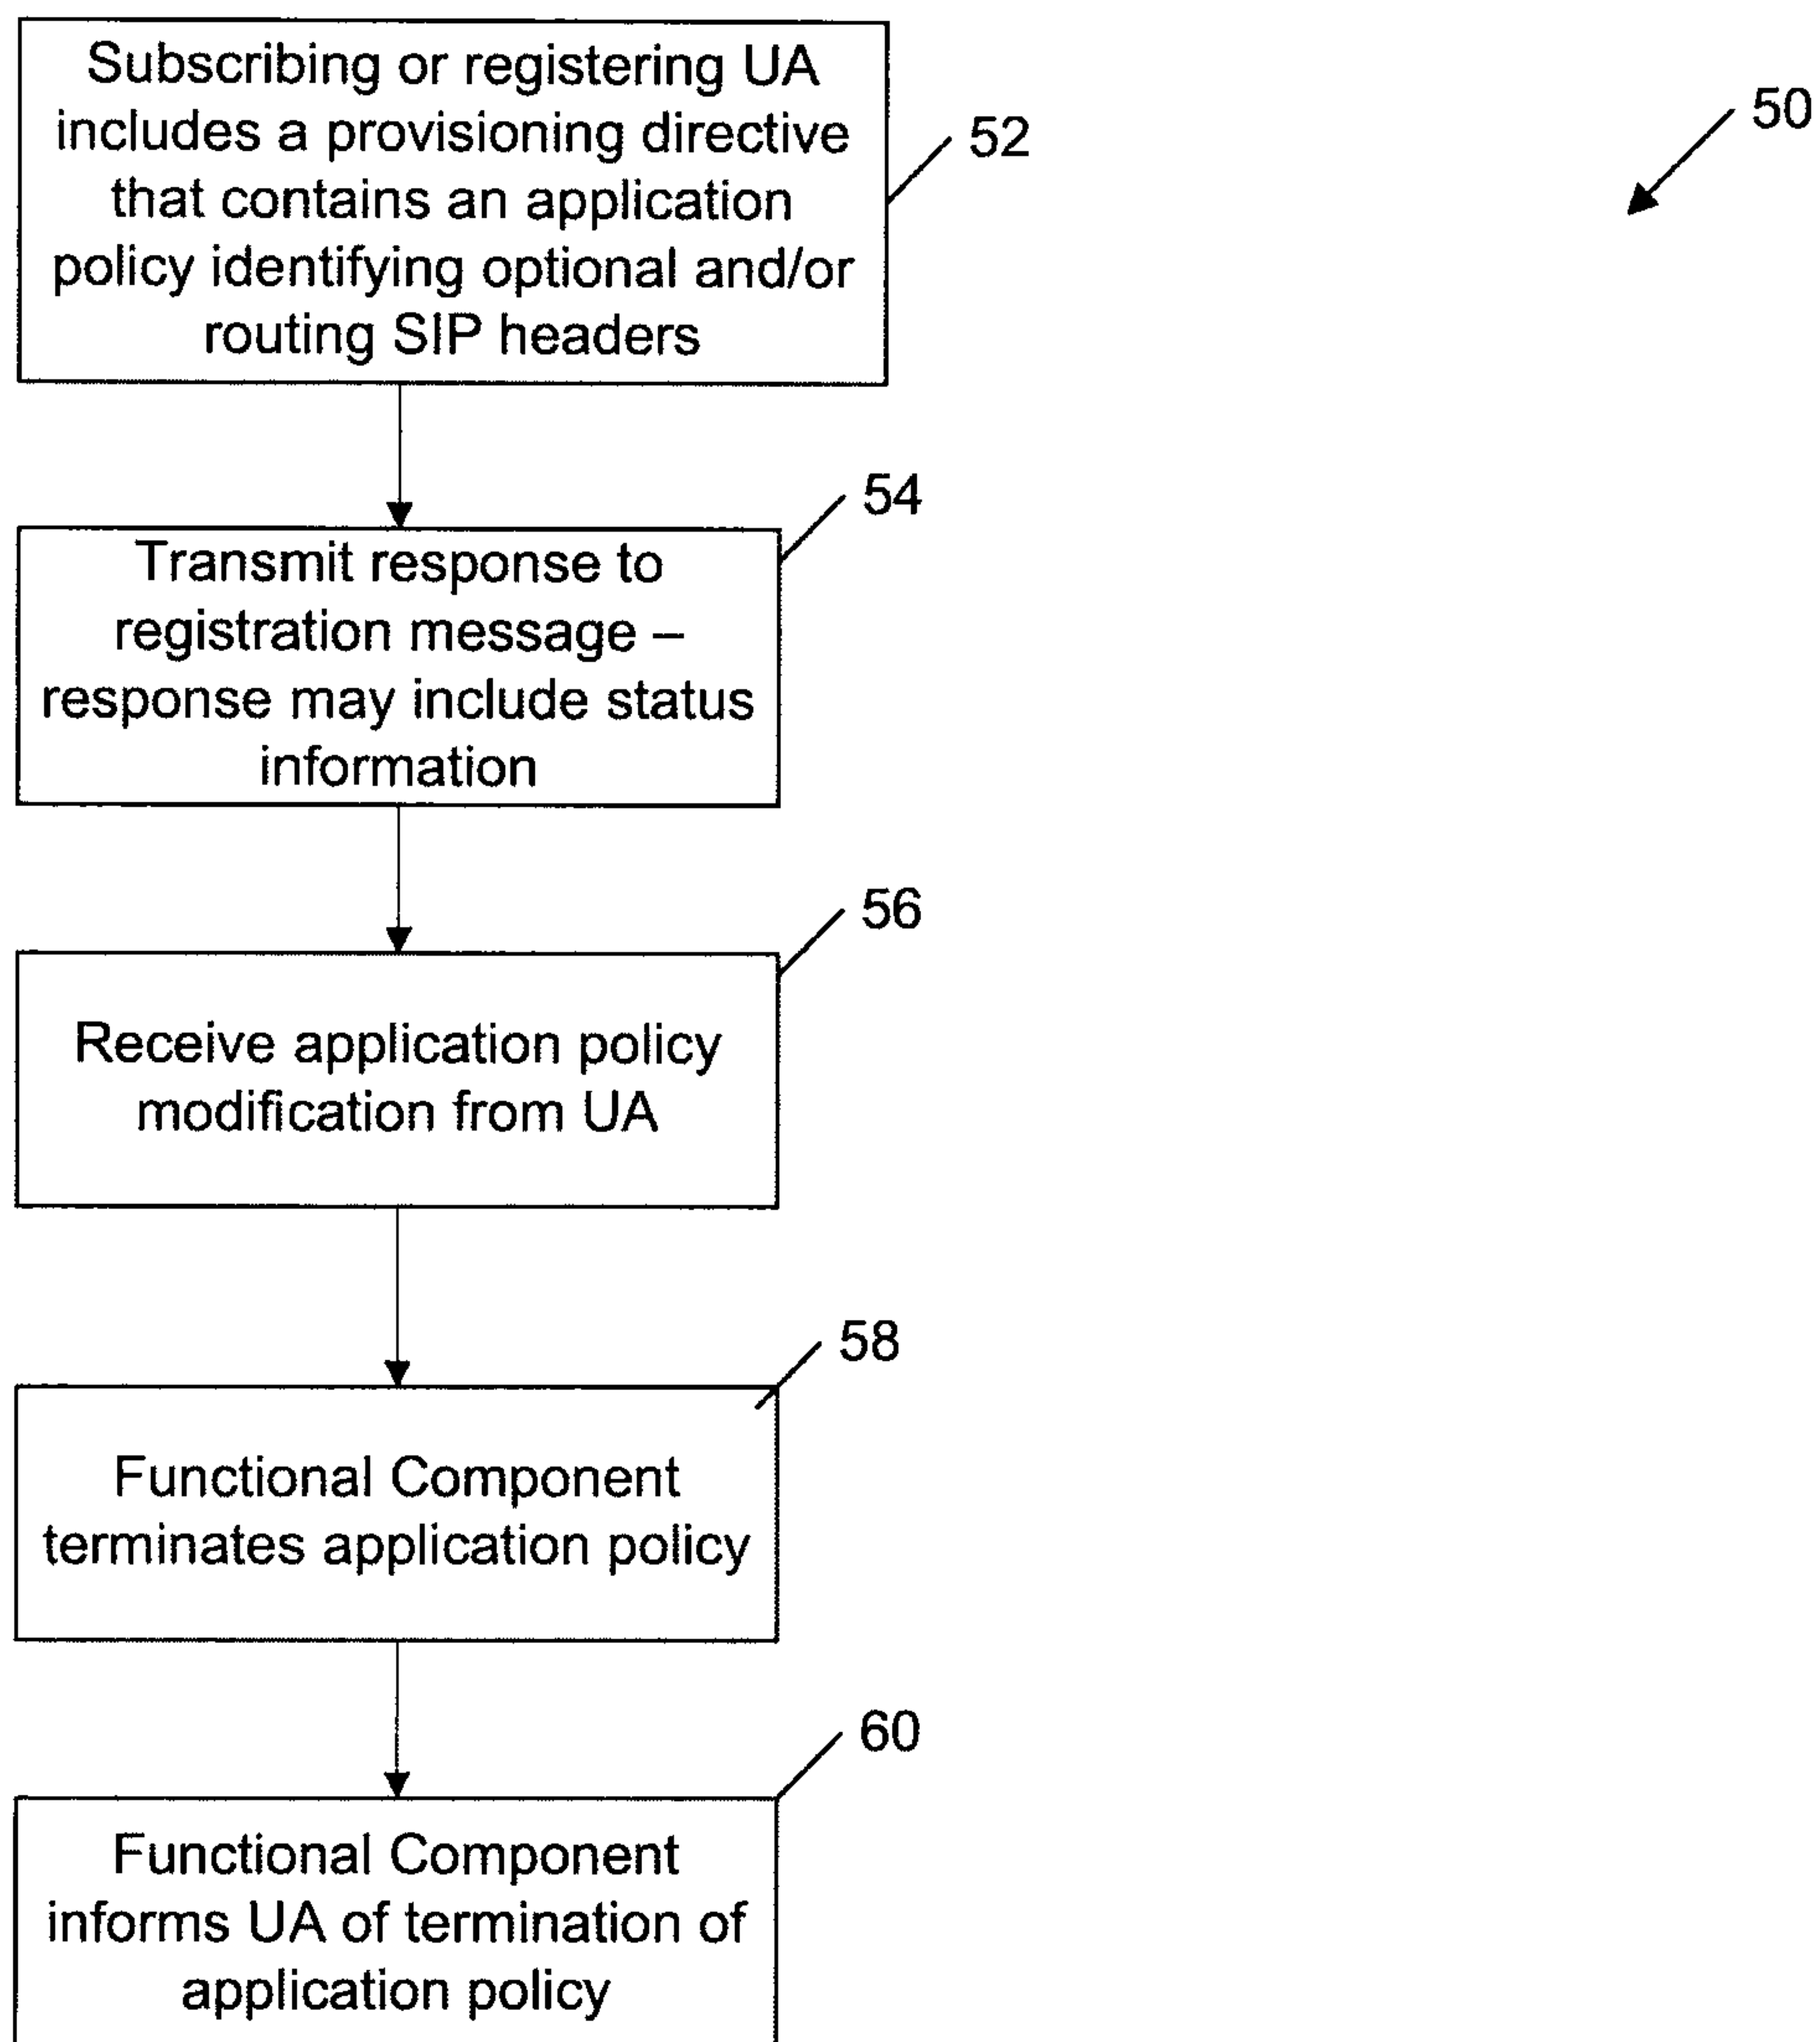 Subscribing or registering UA
includes a provisioning directive
that contains an application
policy identifying optional and/or
routing SIP headers
52
50
Transmit response to
registration message –
response may include status
information
54
Receive application policy
modification from UA
56
Functional Component
terminates application policy
58
Functional Component
informs UA of termination of
application policy
60